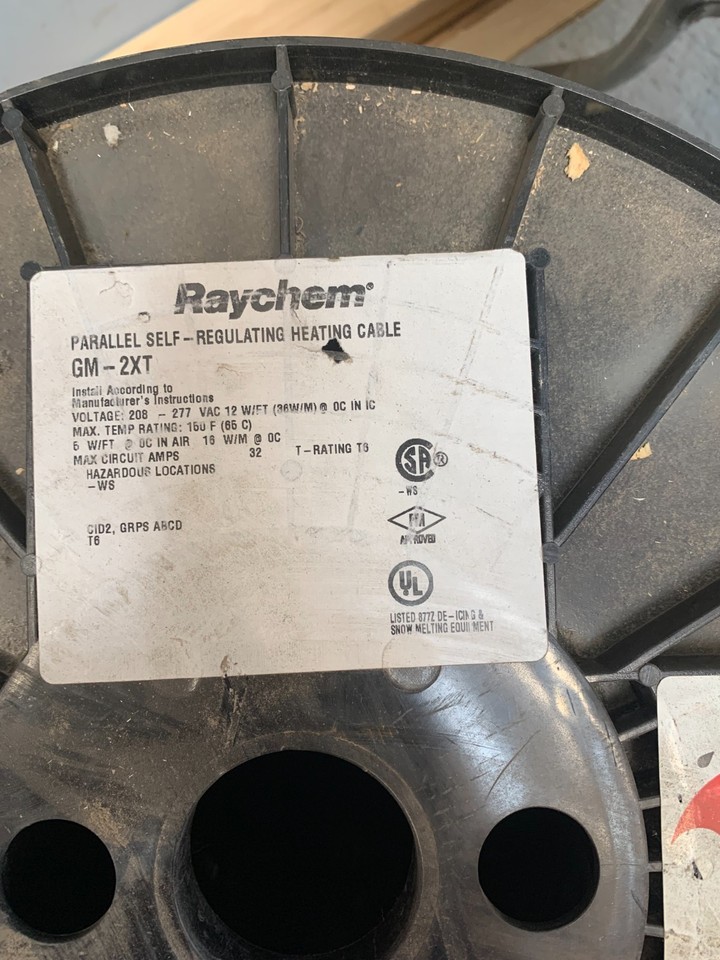 Raychem®
PARALLEL SELF-REGULATING HEATING CABLE
GM-2XT
Install According to
Manufacturer's Instructions
VOLTAGE: 208 - 277 VAC 12 W/FT (36W/M) @ 0C IN IC
MAX. TEMP RATING: 150 F (65 C)
5 W/FT @ 0C IN AIR 16 W/M @ 0C
MAX CIRCUIT AMPS 32 T-RATING T6
HAZARDOUS LOCATIONS
-WS
CID2, GRPS ABCD
T6
SA ®
-WS
FM
APPROVED
UL
LISTED 877Z DE-ICING &
SNOW MELTING EQUIPMENT